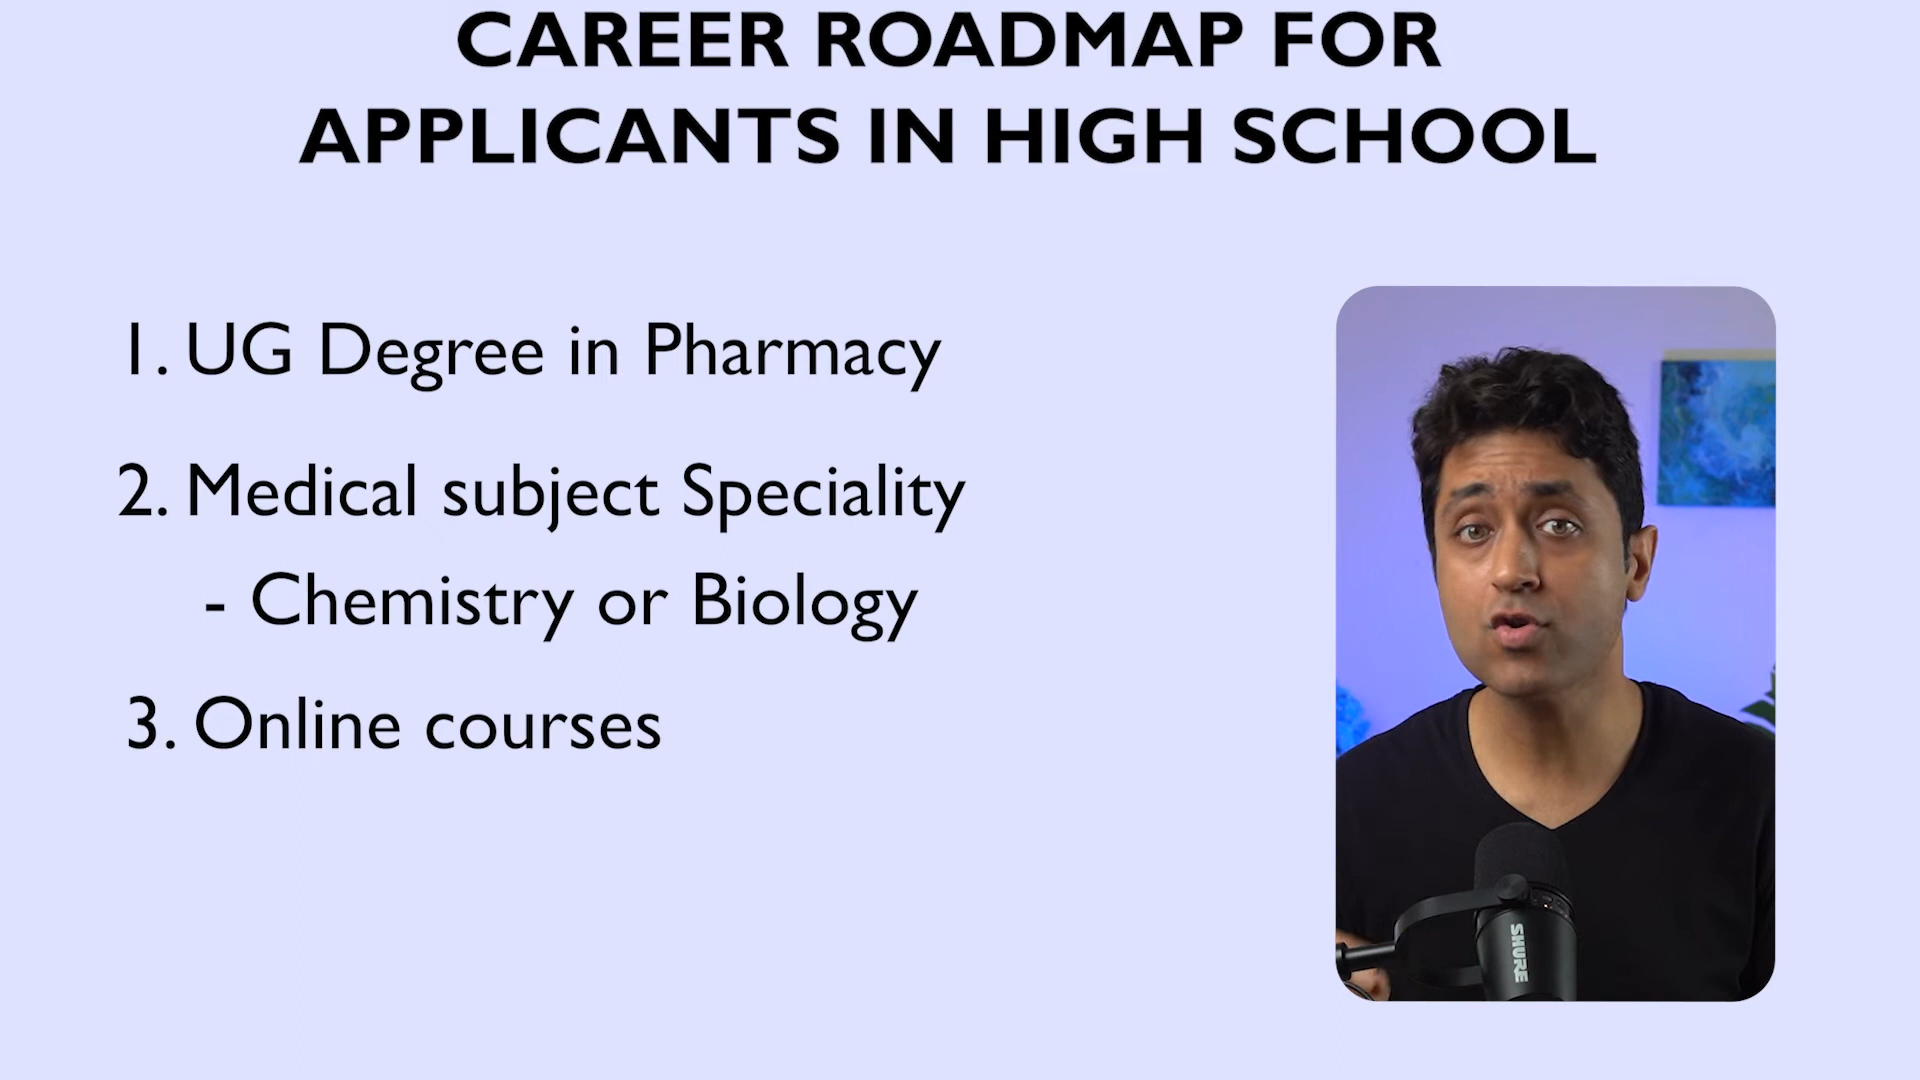 CAREER ROADMAP FOR
APPLICANTS IN HIGH SCHOOL
1. UG Degree in Pharmacy
2. Medical subject Speciality
- Chemistry or Biology
3. Online courses
SHURE